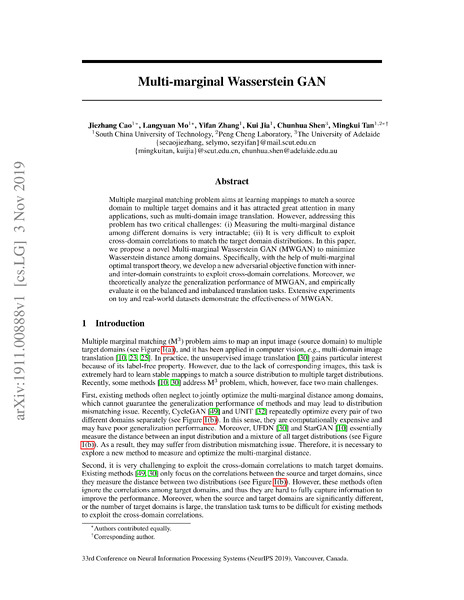 Multi-marginal Wasserstein GAN
Jiezhang Cao¹*, Langyuan Mo¹*, Yifan Zhang¹, Kui Jia¹, Chunhua Shen³, Mingkui Tan¹,²*†
¹South China University of Technology, ²Peng Cheng Laboratory, ³The University of Adelaide
{secaojiezhang, selymo, sezyifan}@mail.scut.edu.cn
{mingkuitan, kuijia}@scut.edu.cn, chunhua.shen@adelaide.edu.au
Abstract
Multiple marginal matching problem aims at learning mappings to match a source
domain to multiple target domains and it has attracted great attention in many
applications, such as multi-domain image translation. However, addressing this
problem has two critical challenges: (i) Measuring the multi-marginal distance
among different domains is very intractable; (ii) It is very difficult to exploit
cross-domain correlations to match the target domain distributions. In this paper,
we propose a novel Multi-marginal Wasserstein GAN (MWGAN) to minimize
Wasserstein distance among domains. Specifically, with the help of multi-marginal
optimal transport theory, we develop a new adversarial objective function with inner-
and inter-domain constraints to exploit cross-domain correlations. Moreover, we
theoretically analyze the generalization performance of MWGAN, and empirically
evaluate it on the balanced and imbalanced translation tasks. Extensive experiments
on toy and real-world datasets demonstrate the effectiveness of MWGAN.
1 Introduction
Multiple marginal matching (M³) problem aims to map an input image (source domain) to multiple
target domains (see Figure 1(a)), and it has been applied in computer vision, e.g., multi-domain image
translation [10, 23, 25]. In practice, the unsupervised image translation [30] gains particular interest
because of its label-free property. However, due to the lack of corresponding images, this task is
extremely hard to learn stable mappings to match a source distribution to multiple target distributions.
Recently, some methods [10, 30] address M³ problem, which, however, face two main challenges.
First, existing methods often neglect to jointly optimize the multi-marginal distance among domains,
which cannot guarantee the generalization performance of methods and may lead to distribution
mismatching issue. Recently, CycleGAN [49] and UNIT [32] repeatedly optimize every pair of two
different domains separately (see Figure 1(b)). In this sense, they are computationally expensive and
may have poor generalization performance. Moreover, UFDN [30] and StarGAN [10] essentially
measure the distance between an input distribution and a mixture of all target distributions (see Figure
1(b)). As a result, they may suffer from distribution mismatching issue. Therefore, it is necessary to
explore a new method to measure and optimize the multi-marginal distance.
Second, it is very challenging to exploit the cross-domain correlations to match target domains.
Existing methods [49, 30] only focus on the correlations between the source and target domains, since
they measure the distance between two distributions (see Figure 1(b)). However, these methods often
ignore the correlations among target domains, and thus they are hard to fully capture information to
improve the performance. Moreover, when the source and target domains are significantly different,
or the number of target domains is large, the translation task turns to be difficult for existing methods
to exploit the cross-domain correlations.
*Authors contributed equally.
†Corresponding author.
33rd Conference on Neural Information Processing Systems (NeurIPS 2019), Vancouver, Canada.
arXiv:1911.00888v1 [cs.LG] 3 Nov 2019